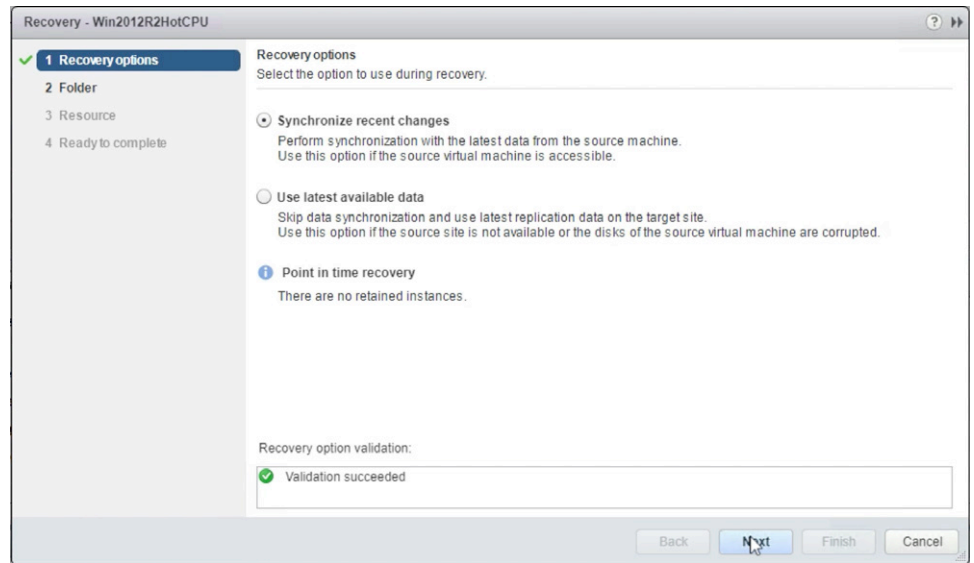 Recovery - Win2012R2HotCPU
1 Recovery options
2 Folder
3 Resource
4 Ready to complete
Recovery options
Select the option to use during recovery.
Synchronize recent changes
Perform synchronization with the latest data from the source machine.
Use this option if the source virtual machine is accessible.
Use latest available data
Skip data synchronization and use latest replication data on the target site.
Use this option if the source site is not available or the disks of the source virtual machine are corrupted.
Point in time recovery
There are no retained instances.
Recovery option validation:
Validation succeeded
Back Next Finish Cancel